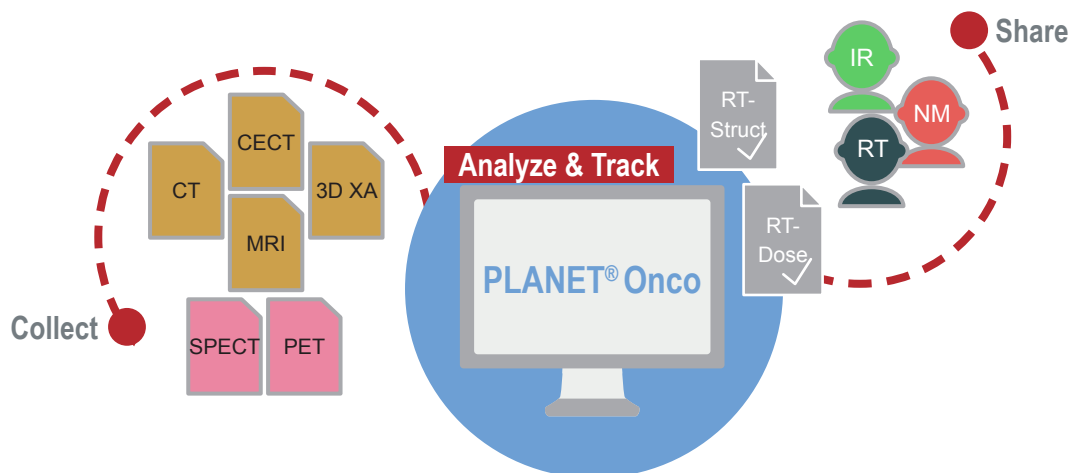 Collect
CECT
CT
3D XA
MRI
SPECT
PET
Analyze & Track
PLANET® Onco
RT-
Struct
RT-
Dose
IR
NM
RT
Share